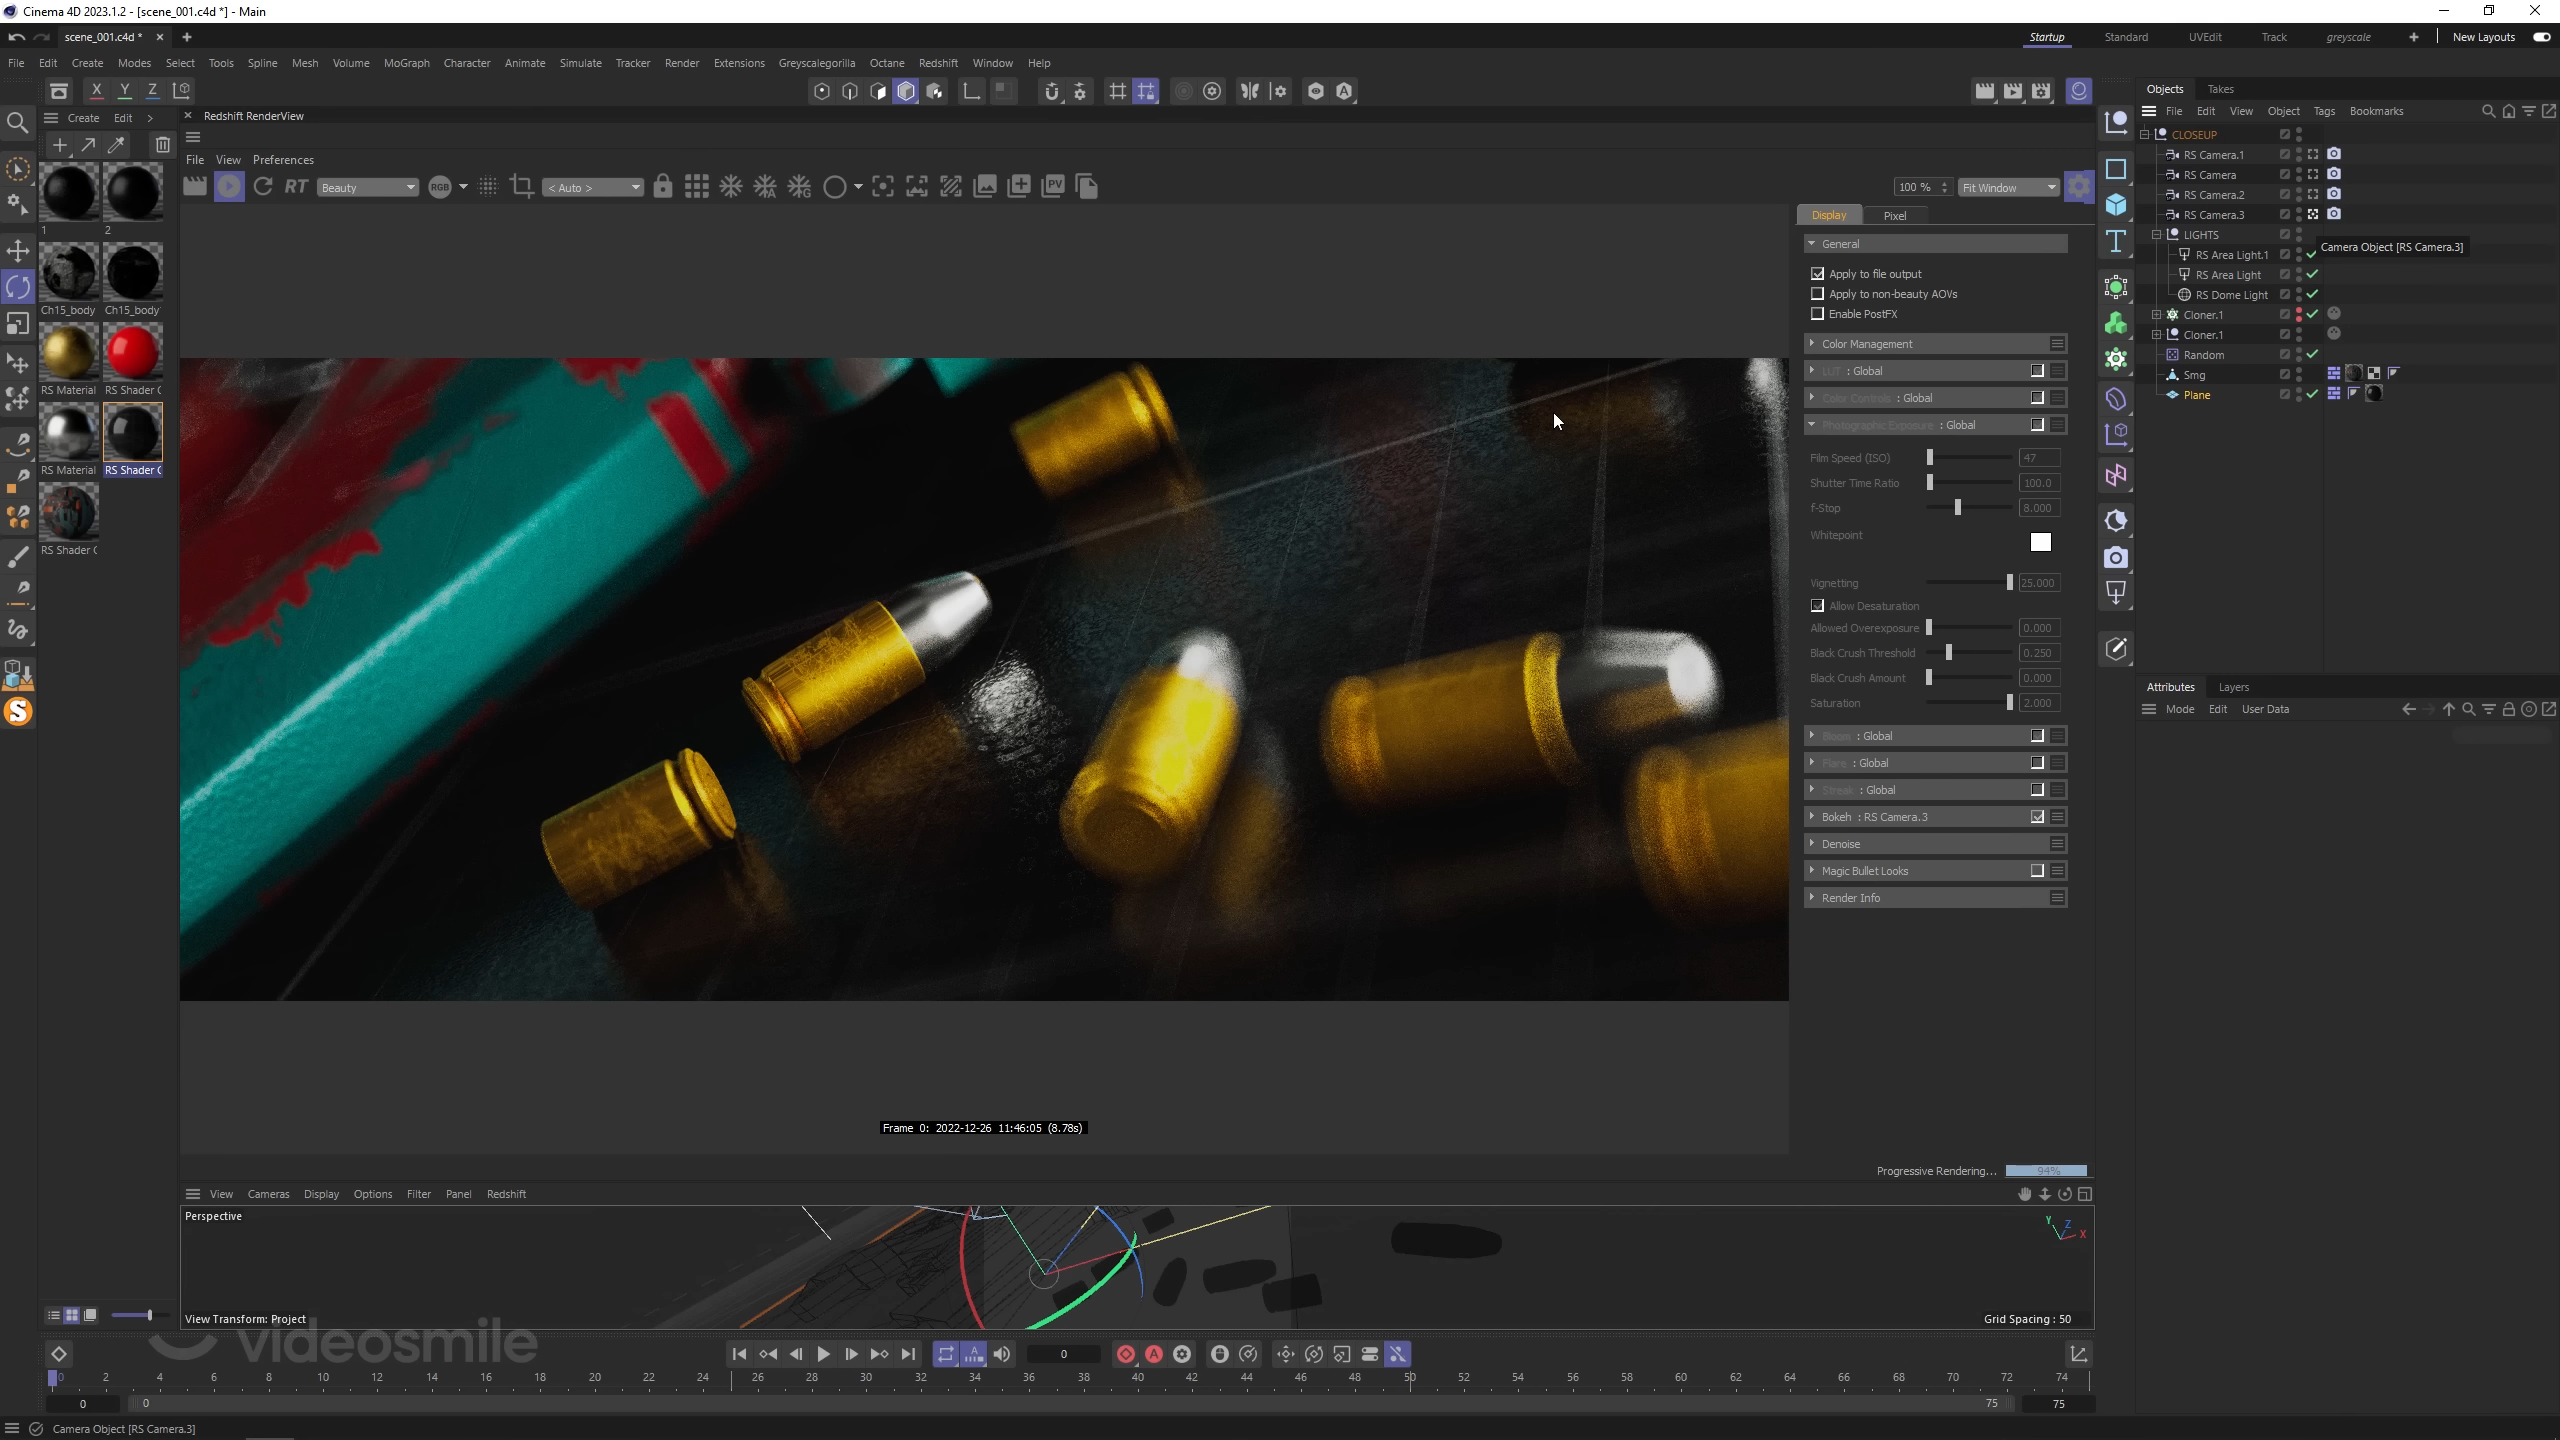 Cinema 4D 2023.1.2 - [scene_001.c4d *] - Main
scene_001.c4d *
Startup Standard UVEdit Track greyscale New Layouts
File Edit Create Modes Select Tools Spline Mesh Volume MoGraph Character Animate Simulate Tracker Render Extensions Greyscalegorilla Octane Redshift Window Help
X Y Z
Create Edit
Redshift RenderView
File View Preferences
RT Beauty RGB < Auto > PV 100 % Fit Window
1 2
Ch15_body Ch15_body
RS Material RS Shader
RS Material RS Shader
RS Shader
Display Pixel
General
Apply to file output
Apply to non-beauty AOVs
Enable PostFX
Color Management
LUT : Global
Color Controls : Global
Photographic Exposure : Global
Film Speed (ISO) 47
Shutter Time Ratio 100.0
f-Stop 8.000
Whitepoint
Vignetting 25.000
Allow Desaturation
Allowed Overexposure 0.000
Black Crush Threshold 0.250
Black Crush Amount 0.000
Saturation 2.000
Bloom : Global
Flare : Global
Streak : Global
Bokeh : RS Camera.3
Denoise
Magic Bullet Looks
Render Info
Frame 0: 2022-12-26 11:46:05 (8.78s)
Progressive Rendering... 94%
Objects Takes
File Edit View Object Tags Bookmarks
CLOSEUP
RS Camera.1
RS Camera
RS Camera.2
RS Camera.3
LIGHTS
Camera Object [RS Camera.3]
RS Area Light.1
RS Area Light
RS Dome Light
Cloner.1
Cloner.1
Random
Smg
Plane
Attributes Layers
Mode Edit User Data
View Cameras Display Options Filter Panel Redshift
Perspective
Y Z X
View Transform: Project
Grid Spacing : 50
videosmile
0
0 2 4 6 8 10 12 14 16 18 20 22 24 26 28 30 32 34 36 38 40 42 44 46 48 50 52 54 56 58 60 62 64 66 68 70 72 74
0 0 75 75
Camera Object [RS Camera.3]